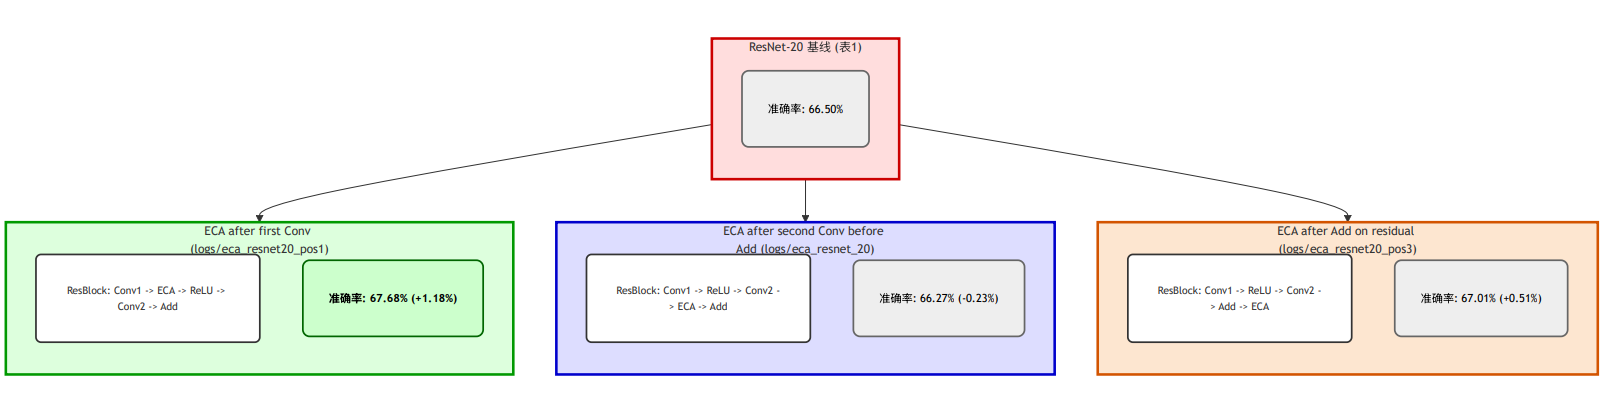 ResNet-20 基线 (表1)
准确率: 66.50%
ECA after first Conv
(logs/eca_resnet20_pos1)
ResBlock: Conv1 -> ECA -> ReLU ->
Conv2 -> Add
准确率: 67.68% (+1.18%)
ECA after second Conv before
Add (logs/eca_resnet_20)
ResBlock: Conv1 -> ReLU -> Conv2 -
> ECA -> Add
准确率: 66.27% (-0.23%)
ECA after Add on residual
(logs/eca_resnet20_pos3)
ResBlock: Conv1 -> ReLU -> Conv2 -
> Add -> ECA
准确率: 67.01% (+0.51%)